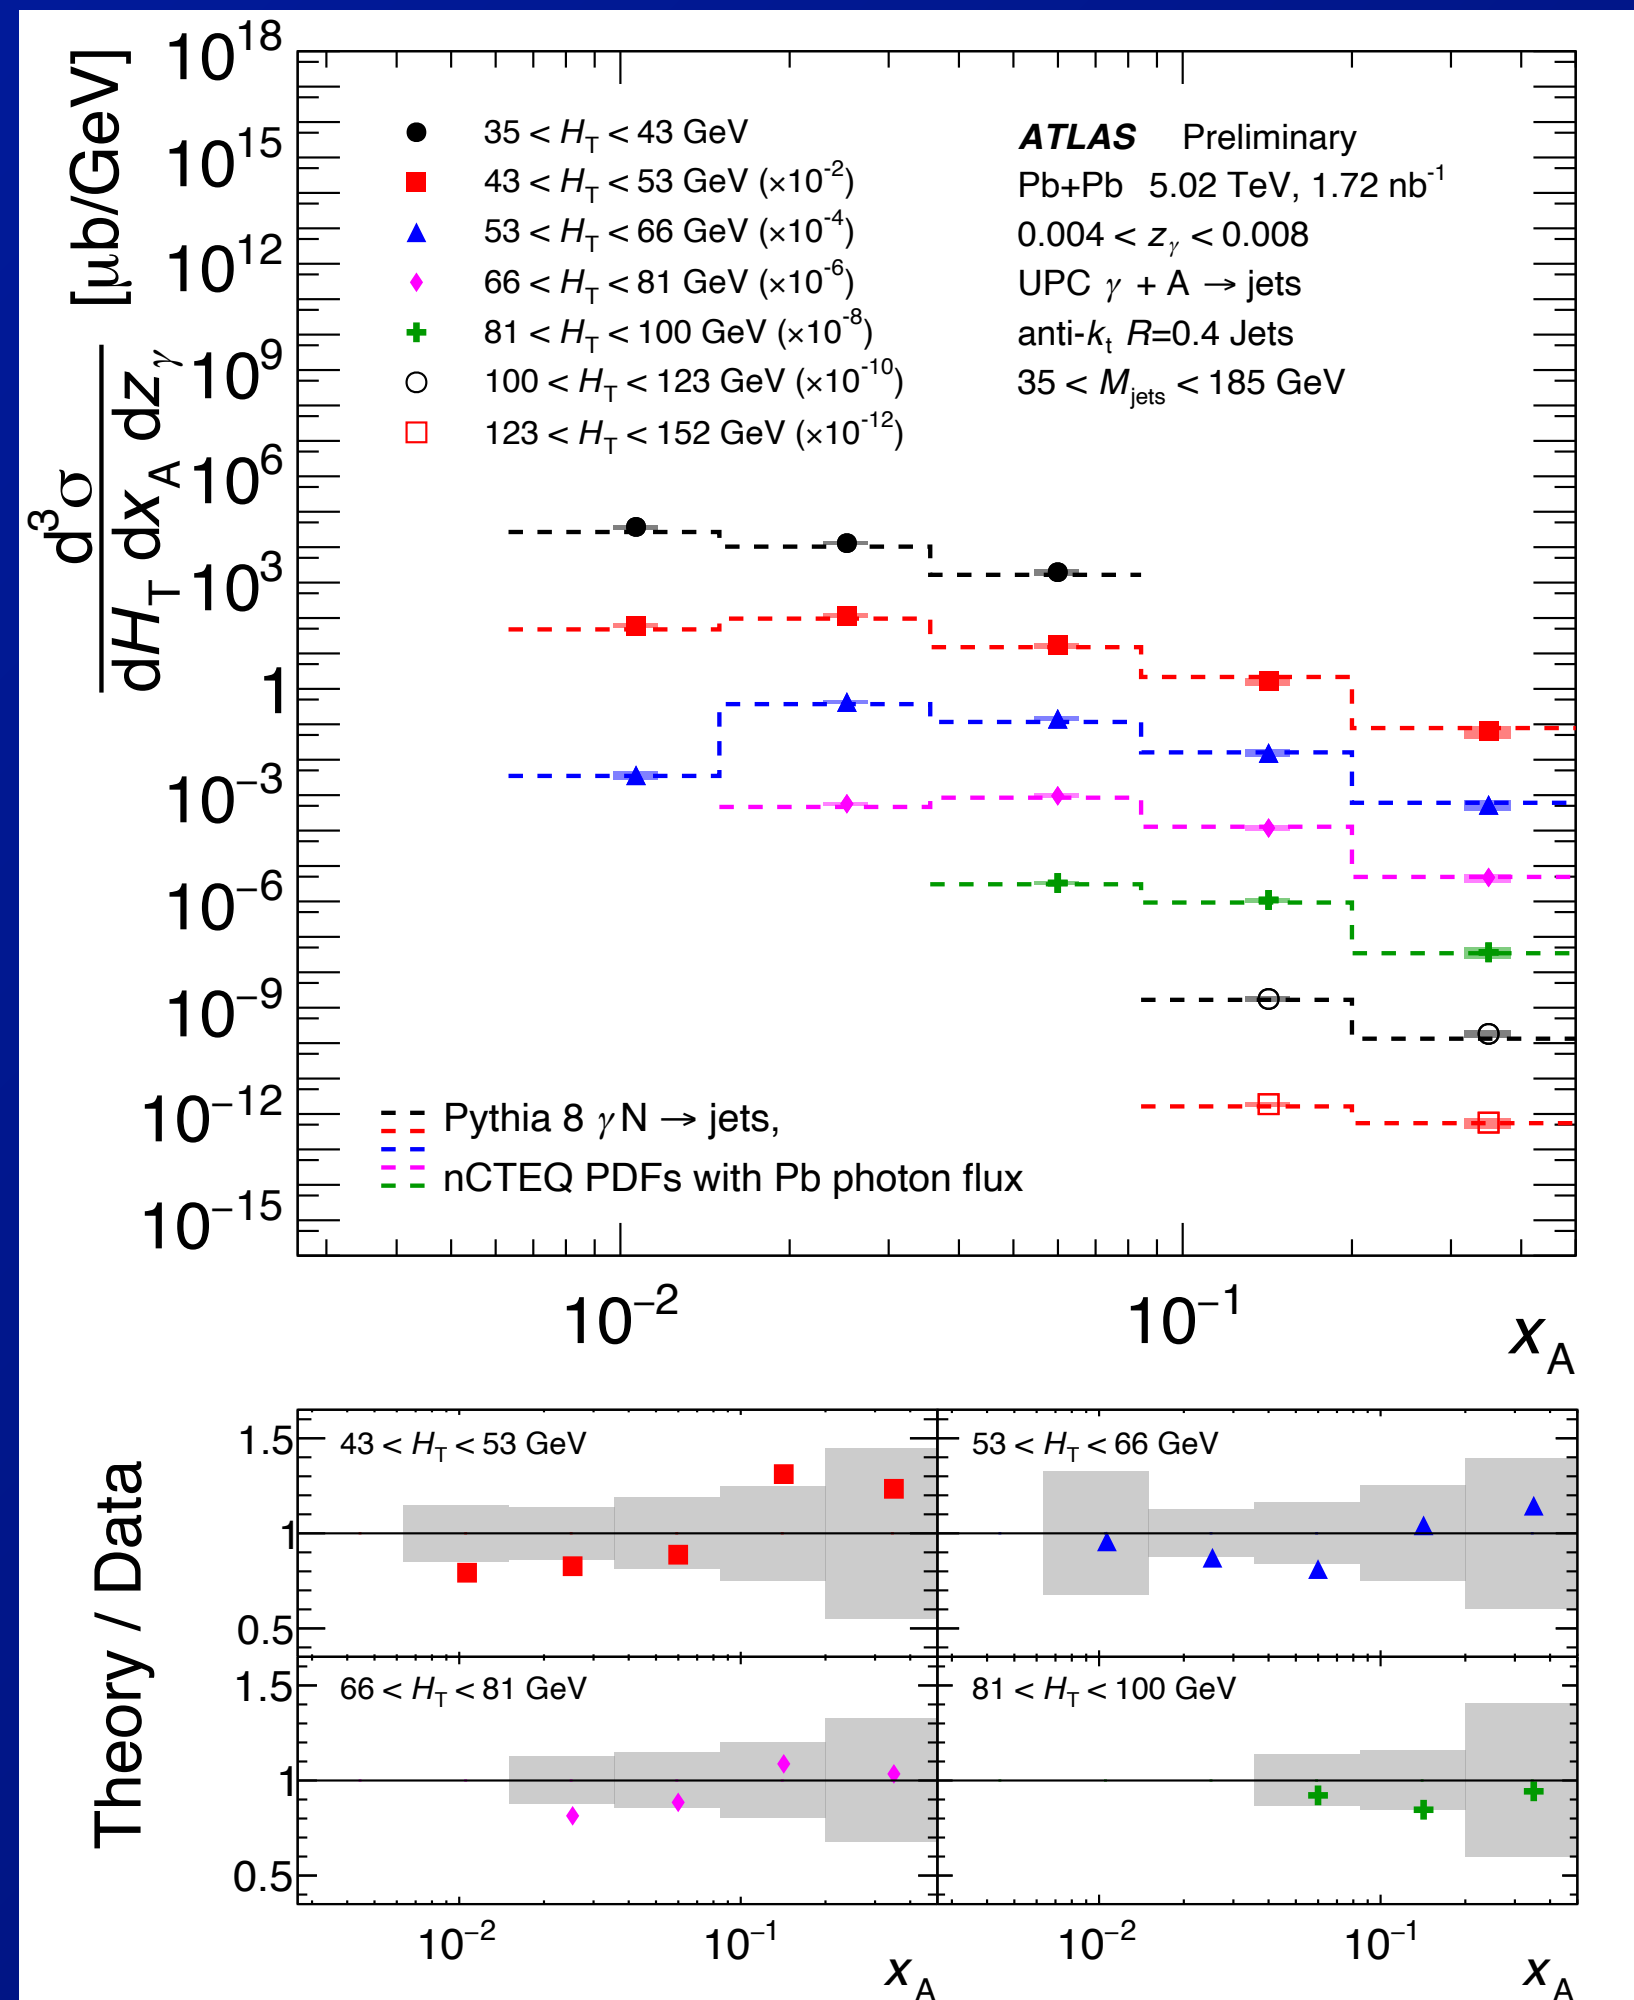 d³σ / dH_T dx_A dz_γ [μb/GeV]
10^18
10^15
10^12
10^9
10^6
10^3
1
10^−3
10^−6
10^−9
10^−12
10^−15
35 < H_T < 43 GeV
43 < H_T < 53 GeV (×10^-2)
53 < H_T < 66 GeV (×10^-4)
66 < H_T < 81 GeV (×10^-6)
81 < H_T < 100 GeV (×10^-8)
100 < H_T < 123 GeV (×10^-10)
123 < H_T < 152 GeV (×10^-12)
ATLAS Preliminary
Pb+Pb 5.02 TeV, 1.72 nb^-1
0.004 < z_γ < 0.008
UPC γ + A → jets
anti-k_t R=0.4 Jets
35 < M_jets < 185 GeV
Pythia 8 γ N → jets,
nCTEQ PDFs with Pb photon flux
10^−2 10^−1
x_A
Theory / Data
1.5
1
0.5
43 < H_T < 53 GeV
53 < H_T < 66 GeV
1.5
1
0.5
66 < H_T < 81 GeV
81 < H_T < 100 GeV
10^−2 10^−1 10^−2 10^−1
x_A x_A